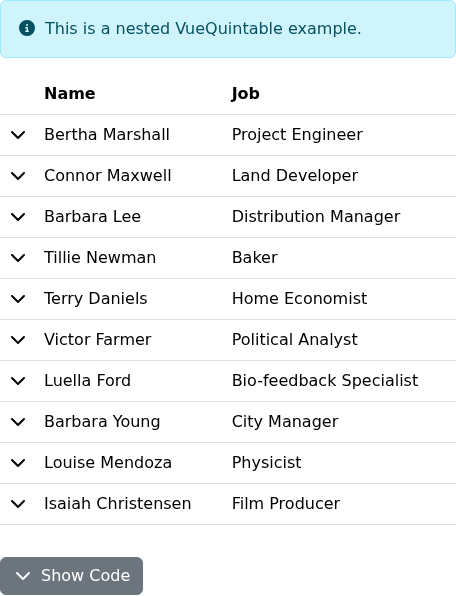 This is a nested VueQuintable example.
Name Job
Bertha Marshall Project Engineer
Connor Maxwell Land Developer
Barbara Lee Distribution Manager
Tillie Newman Baker
Terry Daniels Home Economist
Victor Farmer Political Analyst
Luella Ford Bio-feedback Specialist
Barbara Young City Manager
Louise Mendoza Physicist
Isaiah Christensen Film Producer
Show Code